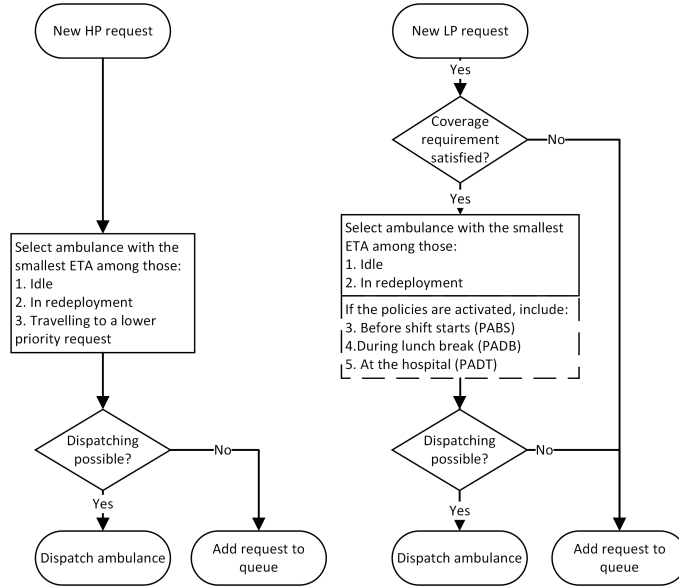 New HP request
Select ambulance with the
smallest ETA among those:
1. Idle
2. In redeployment
3. Travelling to a lower
priority request
Dispatching
possible?
No
Yes
Dispatch ambulance
Add request to
queue
New LP request
Yes
Coverage
requirement
satisfied?
No
Yes
Select ambulance with the smallest
ETA among those:
1. Idle
2. In redeployment
If the policies are activated, include:
3. Before shift starts (PABS)
4.During lunch break (PADB)
5. At the hospital (PADT)
Dispatching
possible?
No
Yes
Dispatch ambulance
Add request to
queue